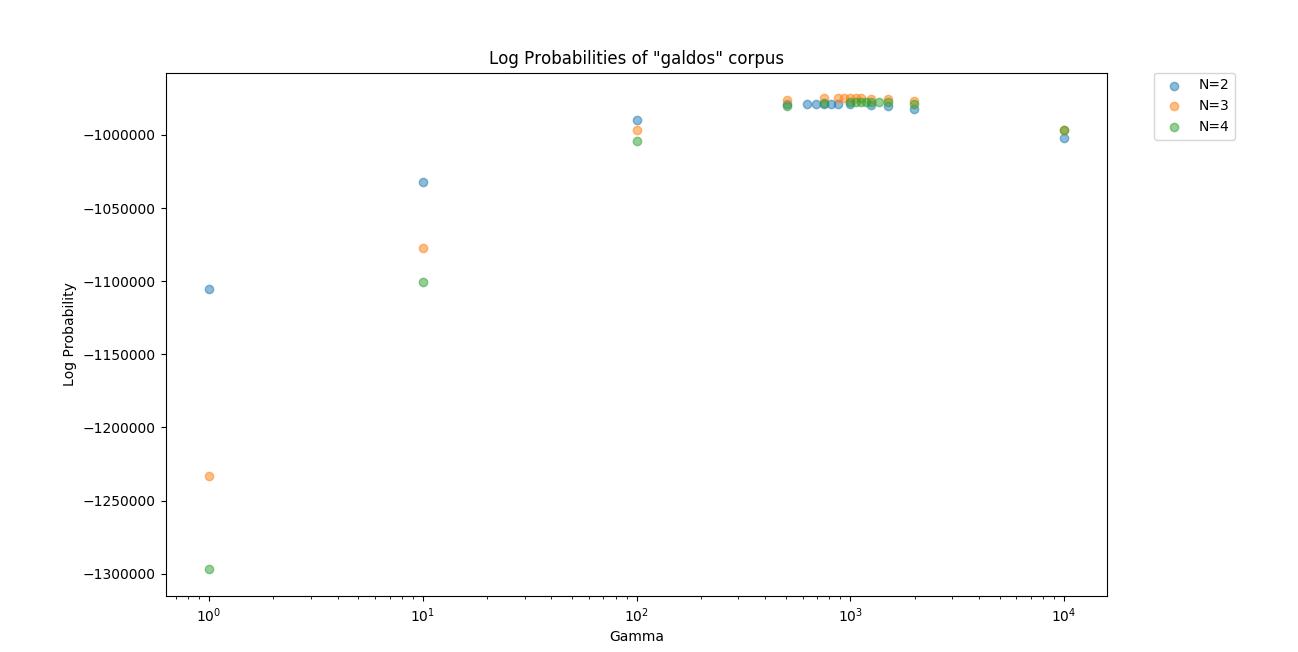 Log Probabilities of "galdos" corpus
N=2
N=3
N=4
−1000000
−1050000
−1100000
−1150000
−1200000
−1250000
−1300000
Log Probability
10⁰ 10¹ 10² 10³ 10⁴
Gamma